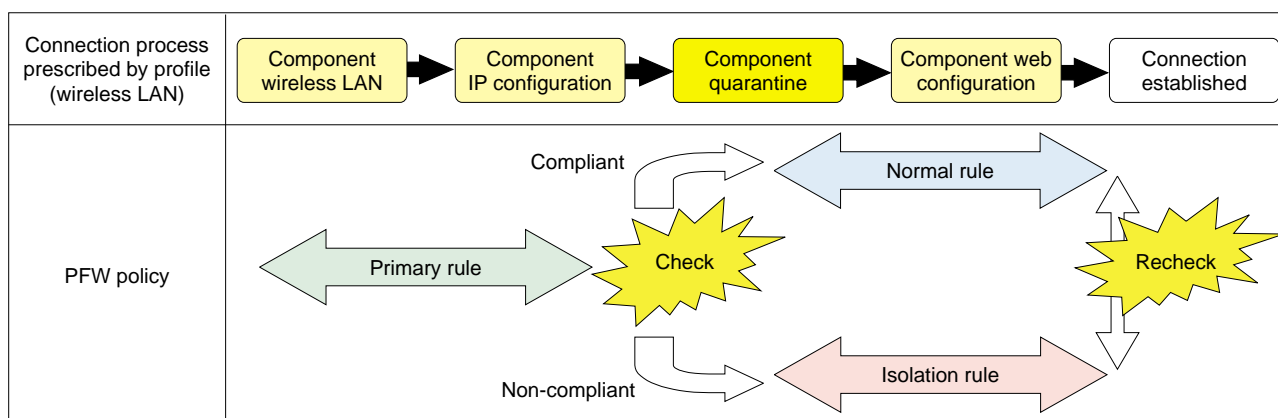 Connection process
prescribed by profile
(wireless LAN)
Component
wireless LAN
Component
IP configuration
Component
quarantine
Component web
configuration
Connection
established
PFW policy
Compliant
Normal rule
Primary rule
Check
Recheck
Non-compliant
Isolation rule